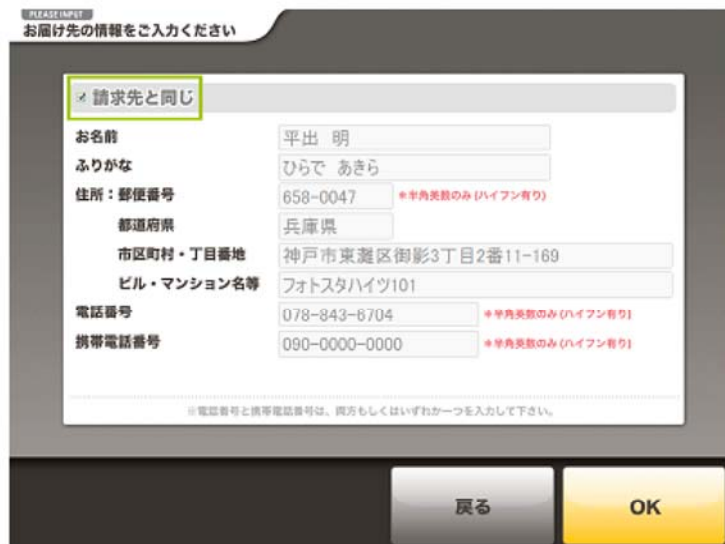 PLEASE INPUT
お届け先の情報をご入力ください
請求先と同じ
お名前 平出 明
ふりがな ひらで あきら
住所：郵便番号 658-0047 *半角英数のみ (ハイフン有り)
都道府県 兵庫県
市区町村・丁目番地 神戸市東灘区御影3丁目2番11-169
ビル・マンション名等 フォトスタハイツ101
電話番号 078-843-6704 *半角英数のみ (ハイフン有り)
携帯電話番号 090-0000-0000 *半角英数のみ (ハイフン有り)
※電話番号と携帯電話番号は、両方もしくはいずれか一つを入力して下さい。
戻る OK